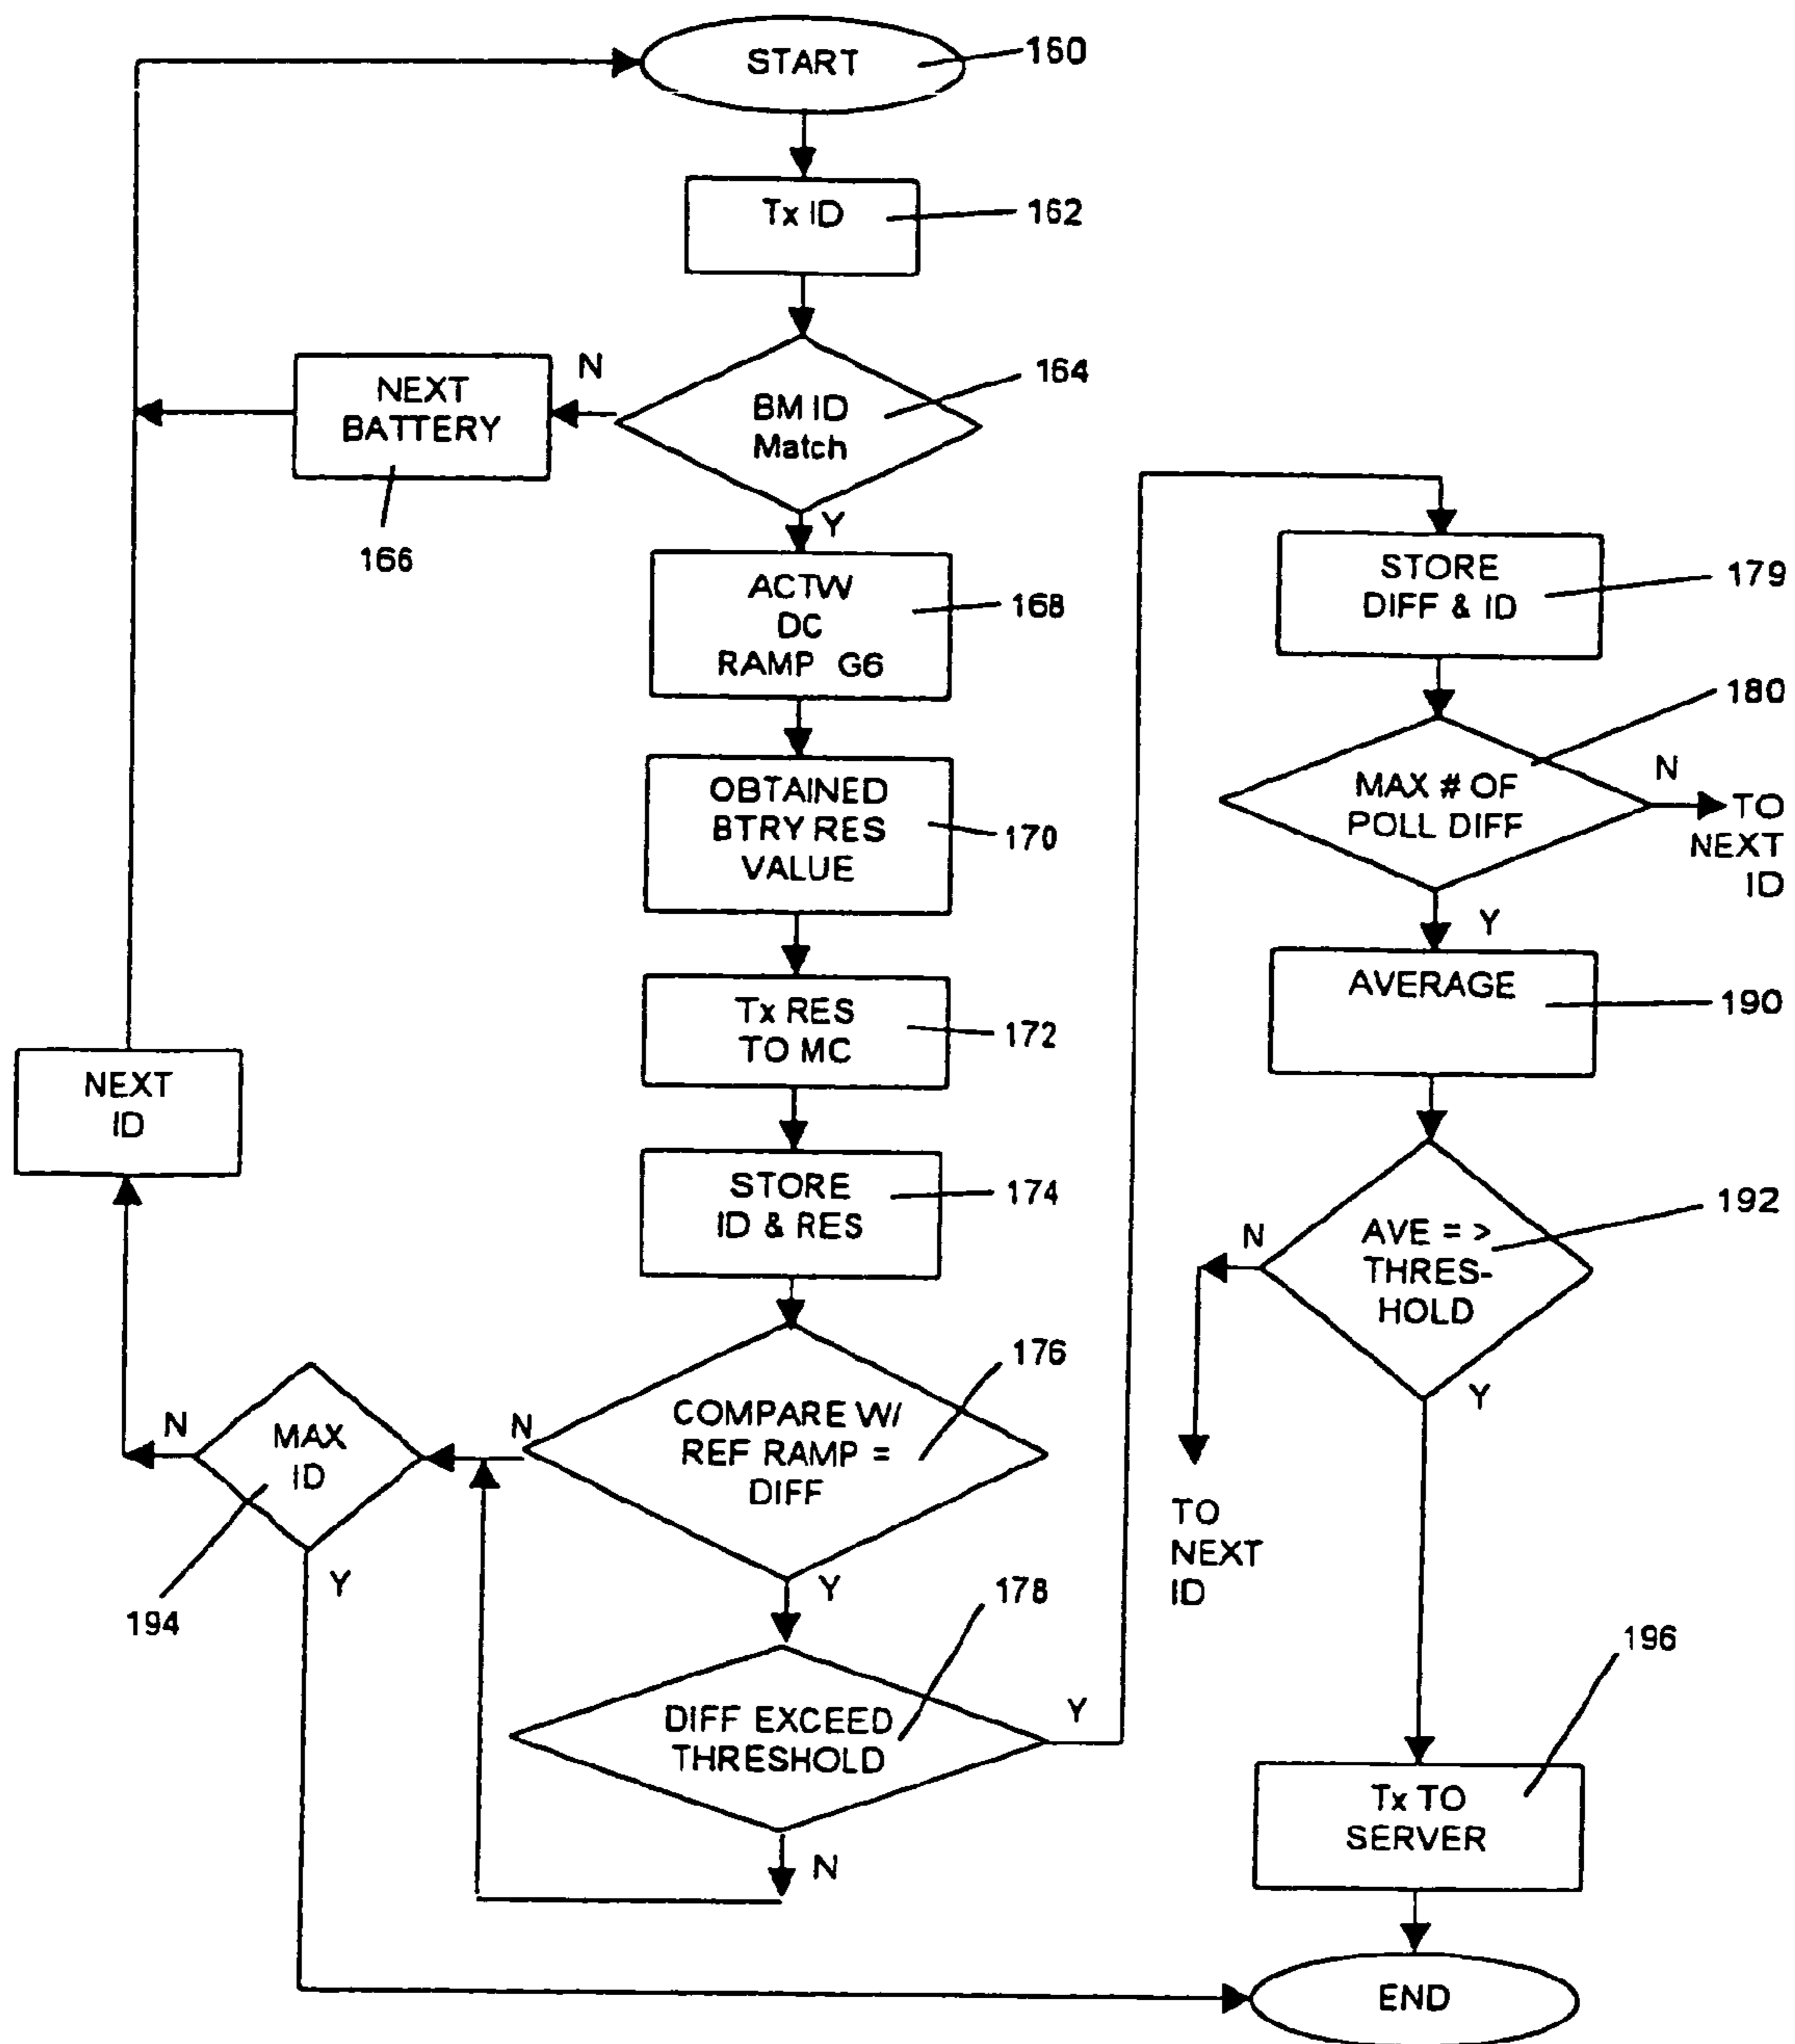 START
160
Tx ID
162
BM ID
Match
164
N
NEXT
BATTERY
166
Y
ACTW
DC
RAMP G6
168
OBTAINED
BTRY RES
VALUE
170
Tx RES
TO MC
172
STORE
ID & RES
174
COMPARE W/
REF RAMP =
DIFF
176
N
Y
MAX
ID
194
N
Y
NEXT
ID
DIFF EXCEED
THRESHOLD
178
Y
N
STORE
DIFF & ID
179
MAX # OF
POLL DIFF
180
N
TO
NEXT
ID
Y
AVERAGE
190
AVE = >
THRES-
HOLD
192
N
TO
NEXT
ID
Y
Tx TO
SERVER
196
END